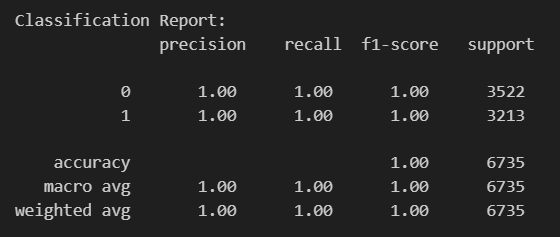 Classification Report:
precision recall f1-score support
0 1.00 1.00 1.00 3522
1 1.00 1.00 1.00 3213
accuracy 1.00 6735
macro avg 1.00 1.00 1.00 6735
weighted avg 1.00 1.00 1.00 6735